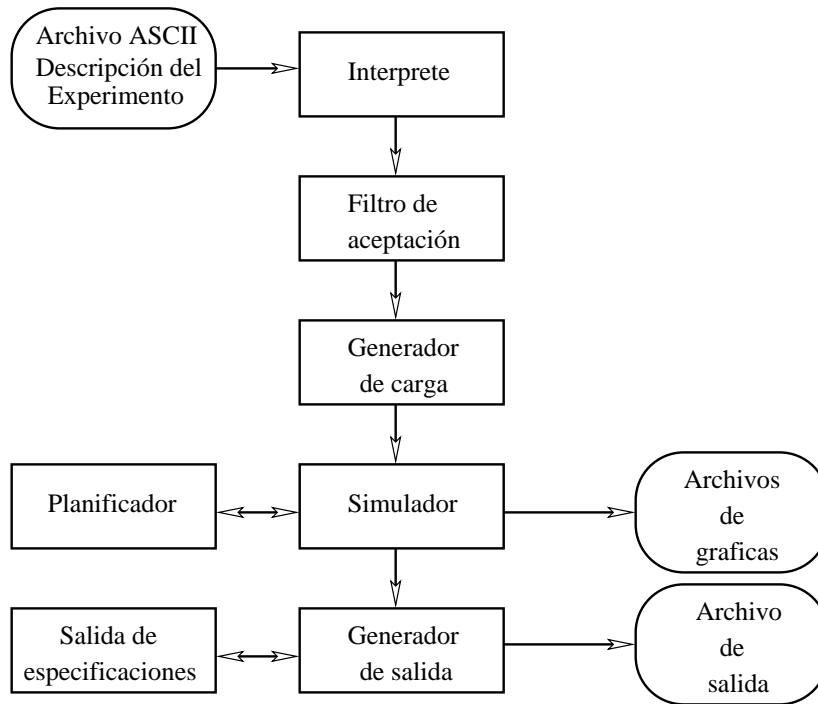 Archivo ASCII
Descripción del
Experimento
Interprete
Filtro de
aceptación
Generador
de carga
Planificador
Simulador
Archivos
de
graficas
Salida de
especificaciones
Generador
de salida
Archivo
de
salida